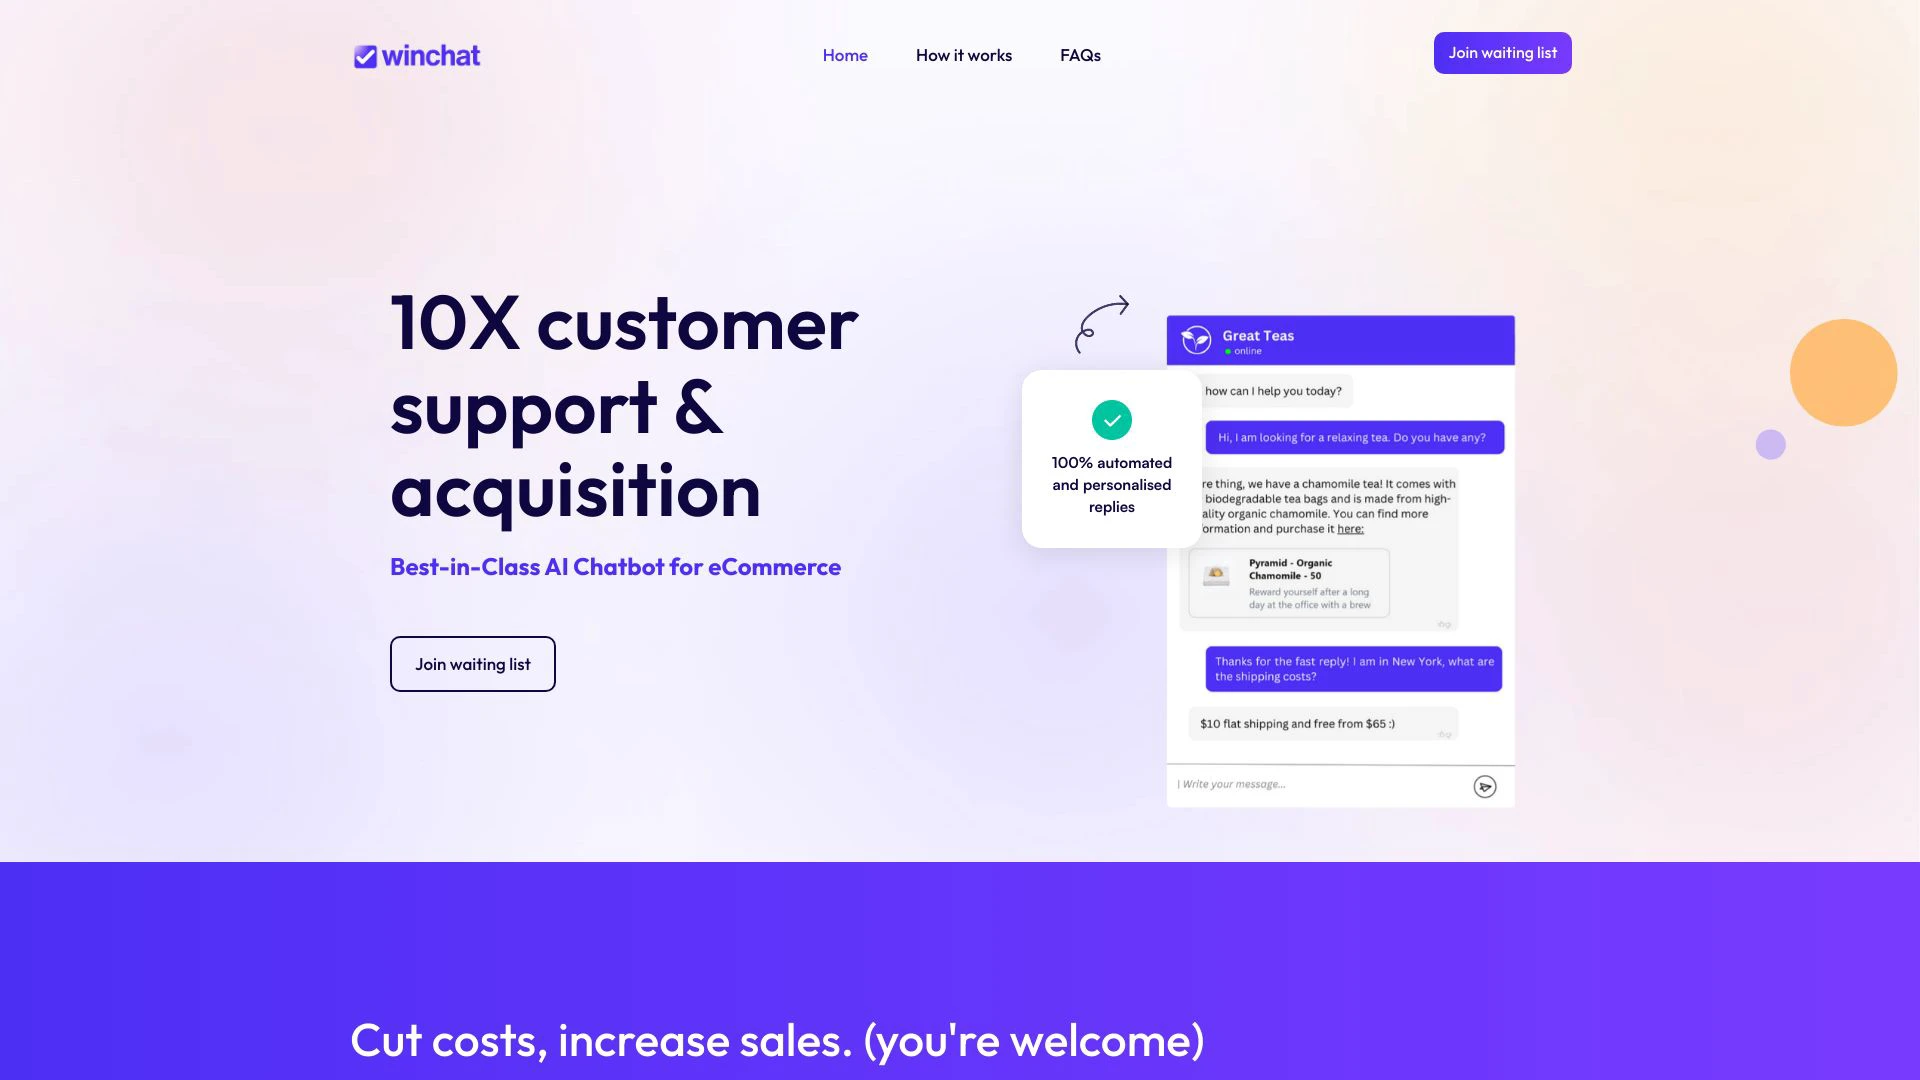 winchat
Home
How it works
FAQs
Join waiting list
10X customer
support &
acquisition
Best-in-Class AI Chatbot for eCommerce
Join waiting list
100% automated
and personalised
replies
Great Teas
online
how can I help you today?
Hi, I am looking for a relaxing tea. Do you have any?
re thing, we have a chamomile tea! It comes with
biodegradable tea bags and is made from high-
ality organic chamomile. You can find more
ormation and purchase it here:
Pyramid - Organic
Chamomile - 50
Reward yourself after a long
day at the office with a brew
Thanks for the fast reply! I am in New York, what are
the shipping costs?
$10 flat shipping and free from $65 :)
| Write your message...
Cut costs, increase sales. (you're welcome)